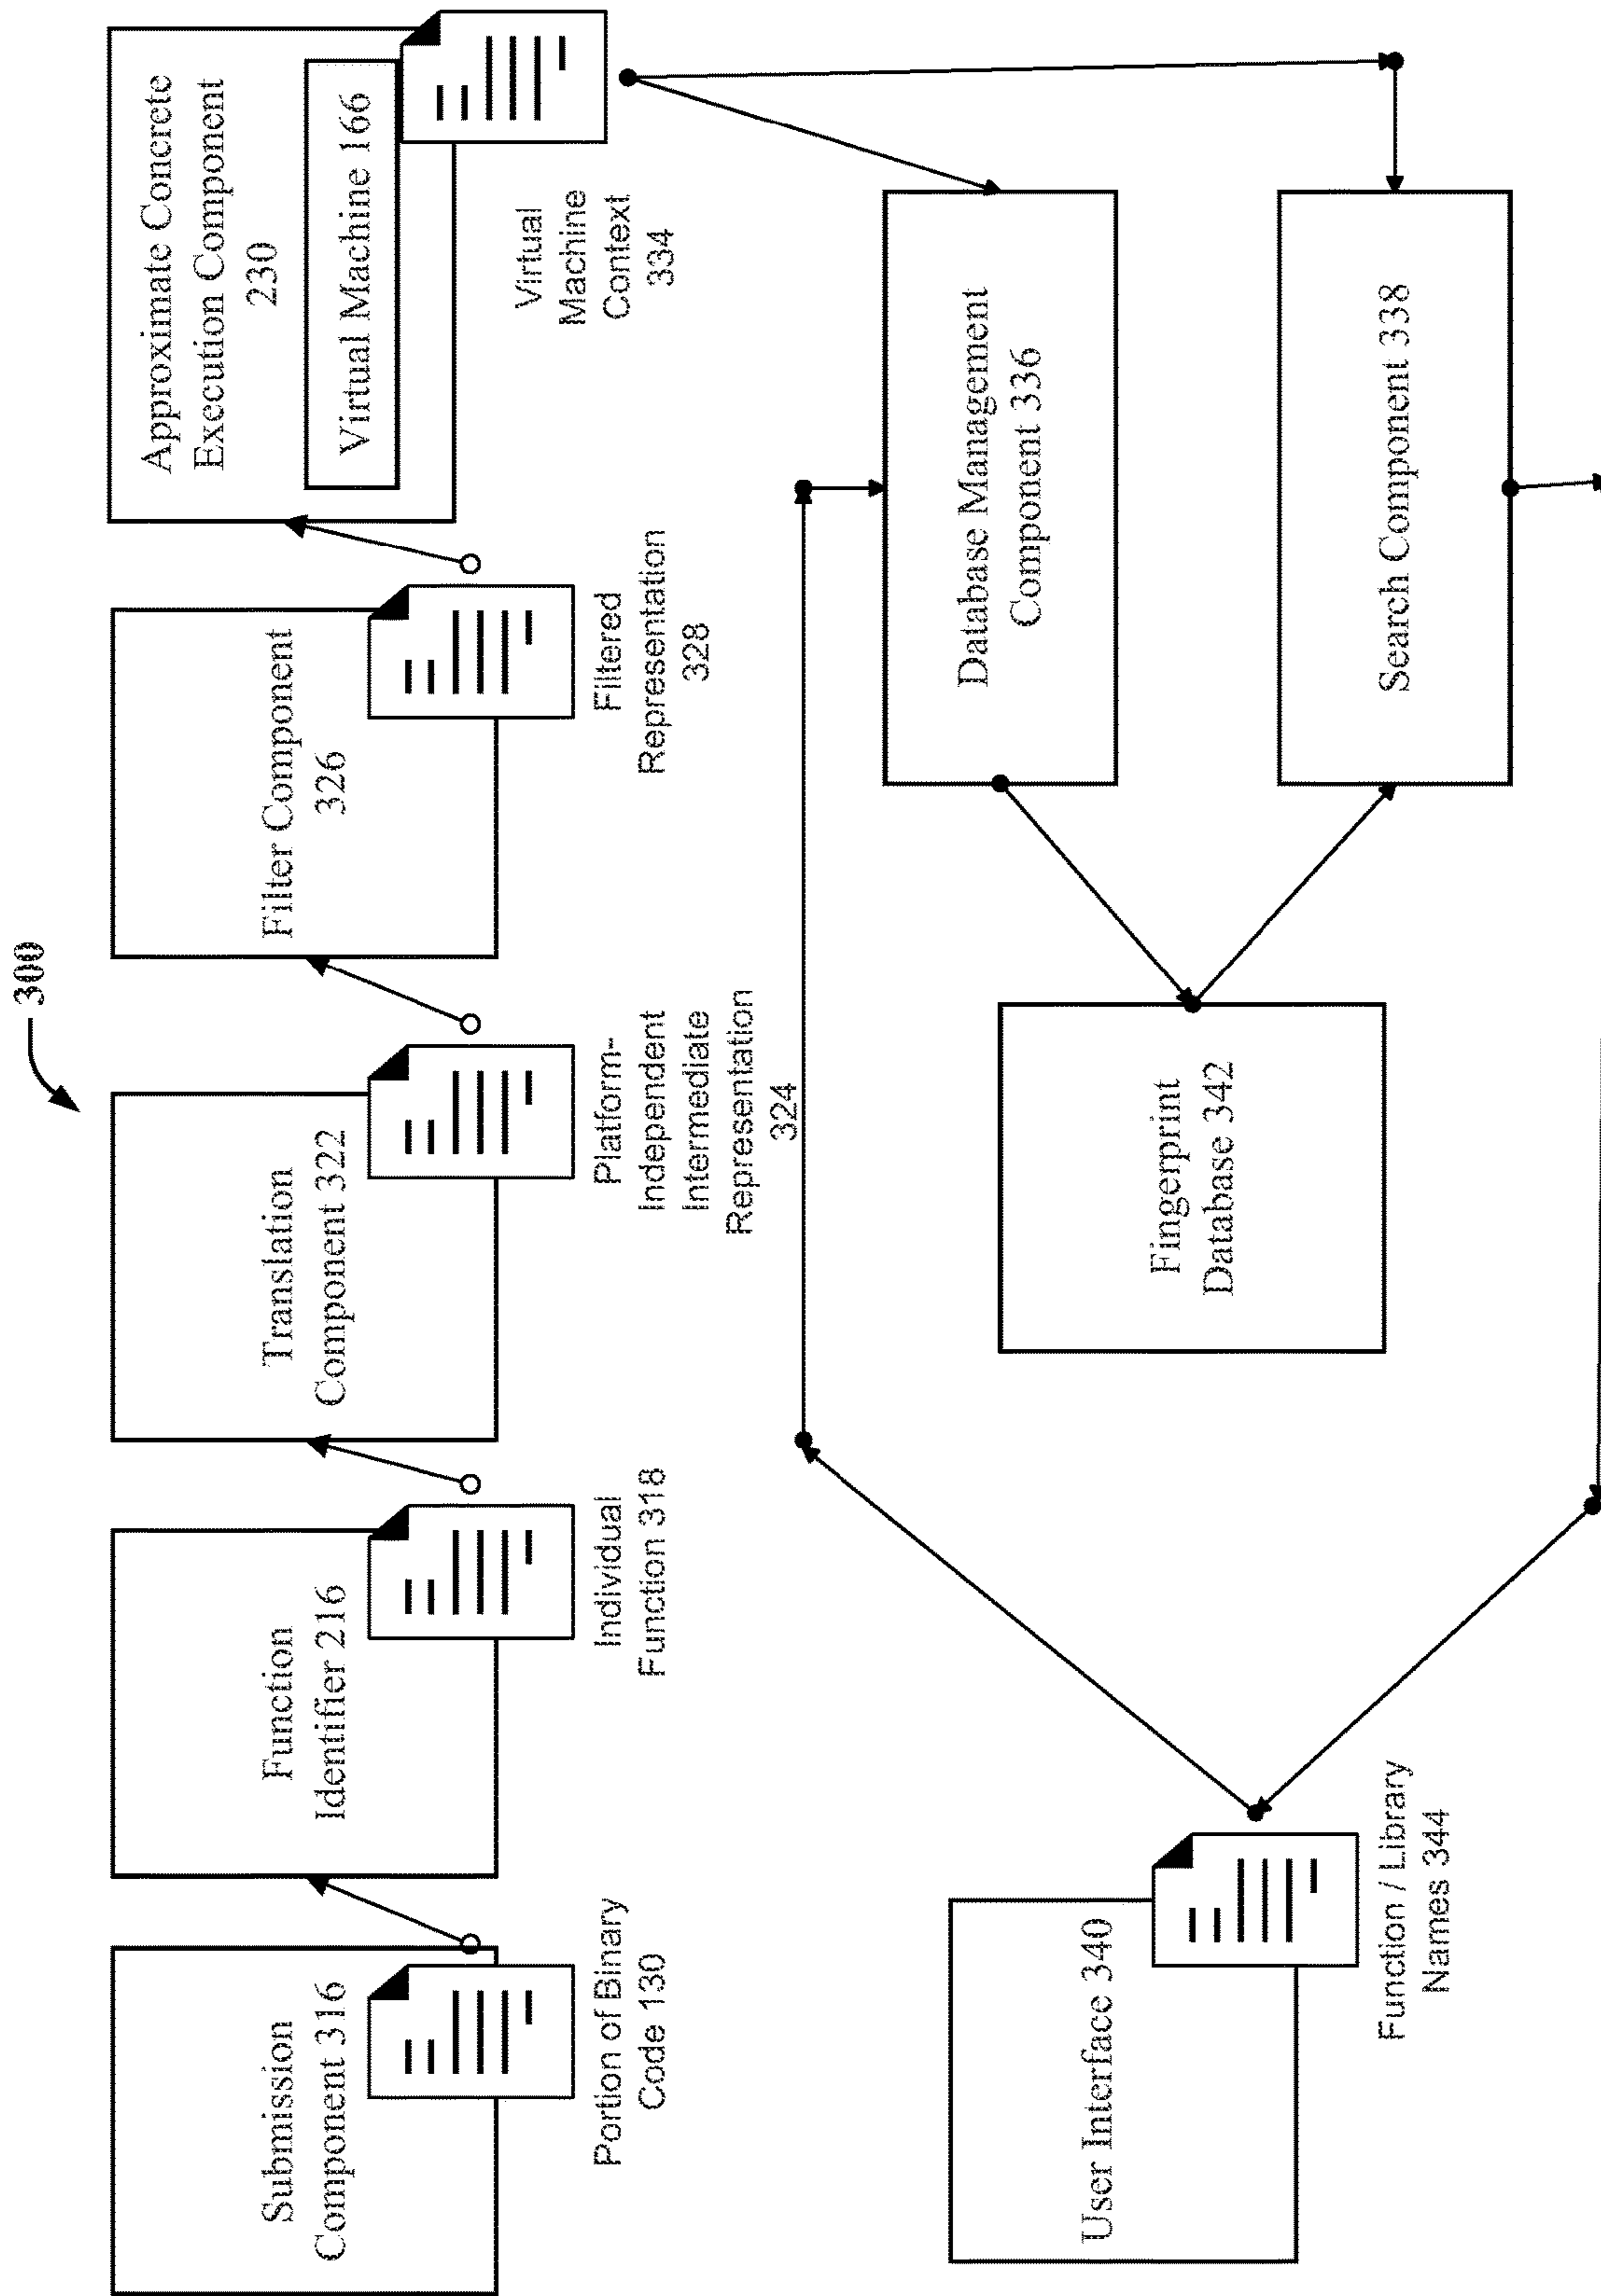 300
Submission
Component 316
Portion of Binary
Code 130
Function
Identifier 216
Individual
Function 318
Translation
Component 322
Platform-
Independent
Intermediate
Representation
324
Filter Component
326
Filtered
Representation
328
Approximate Concrete
Execution Component
230
Virtual Machine 166
Virtual
Machine
Context
334
User Interface 340
Function / Library
Names 344
Fingerprint
Database 342
Database Management
Component 336
Search Component 338